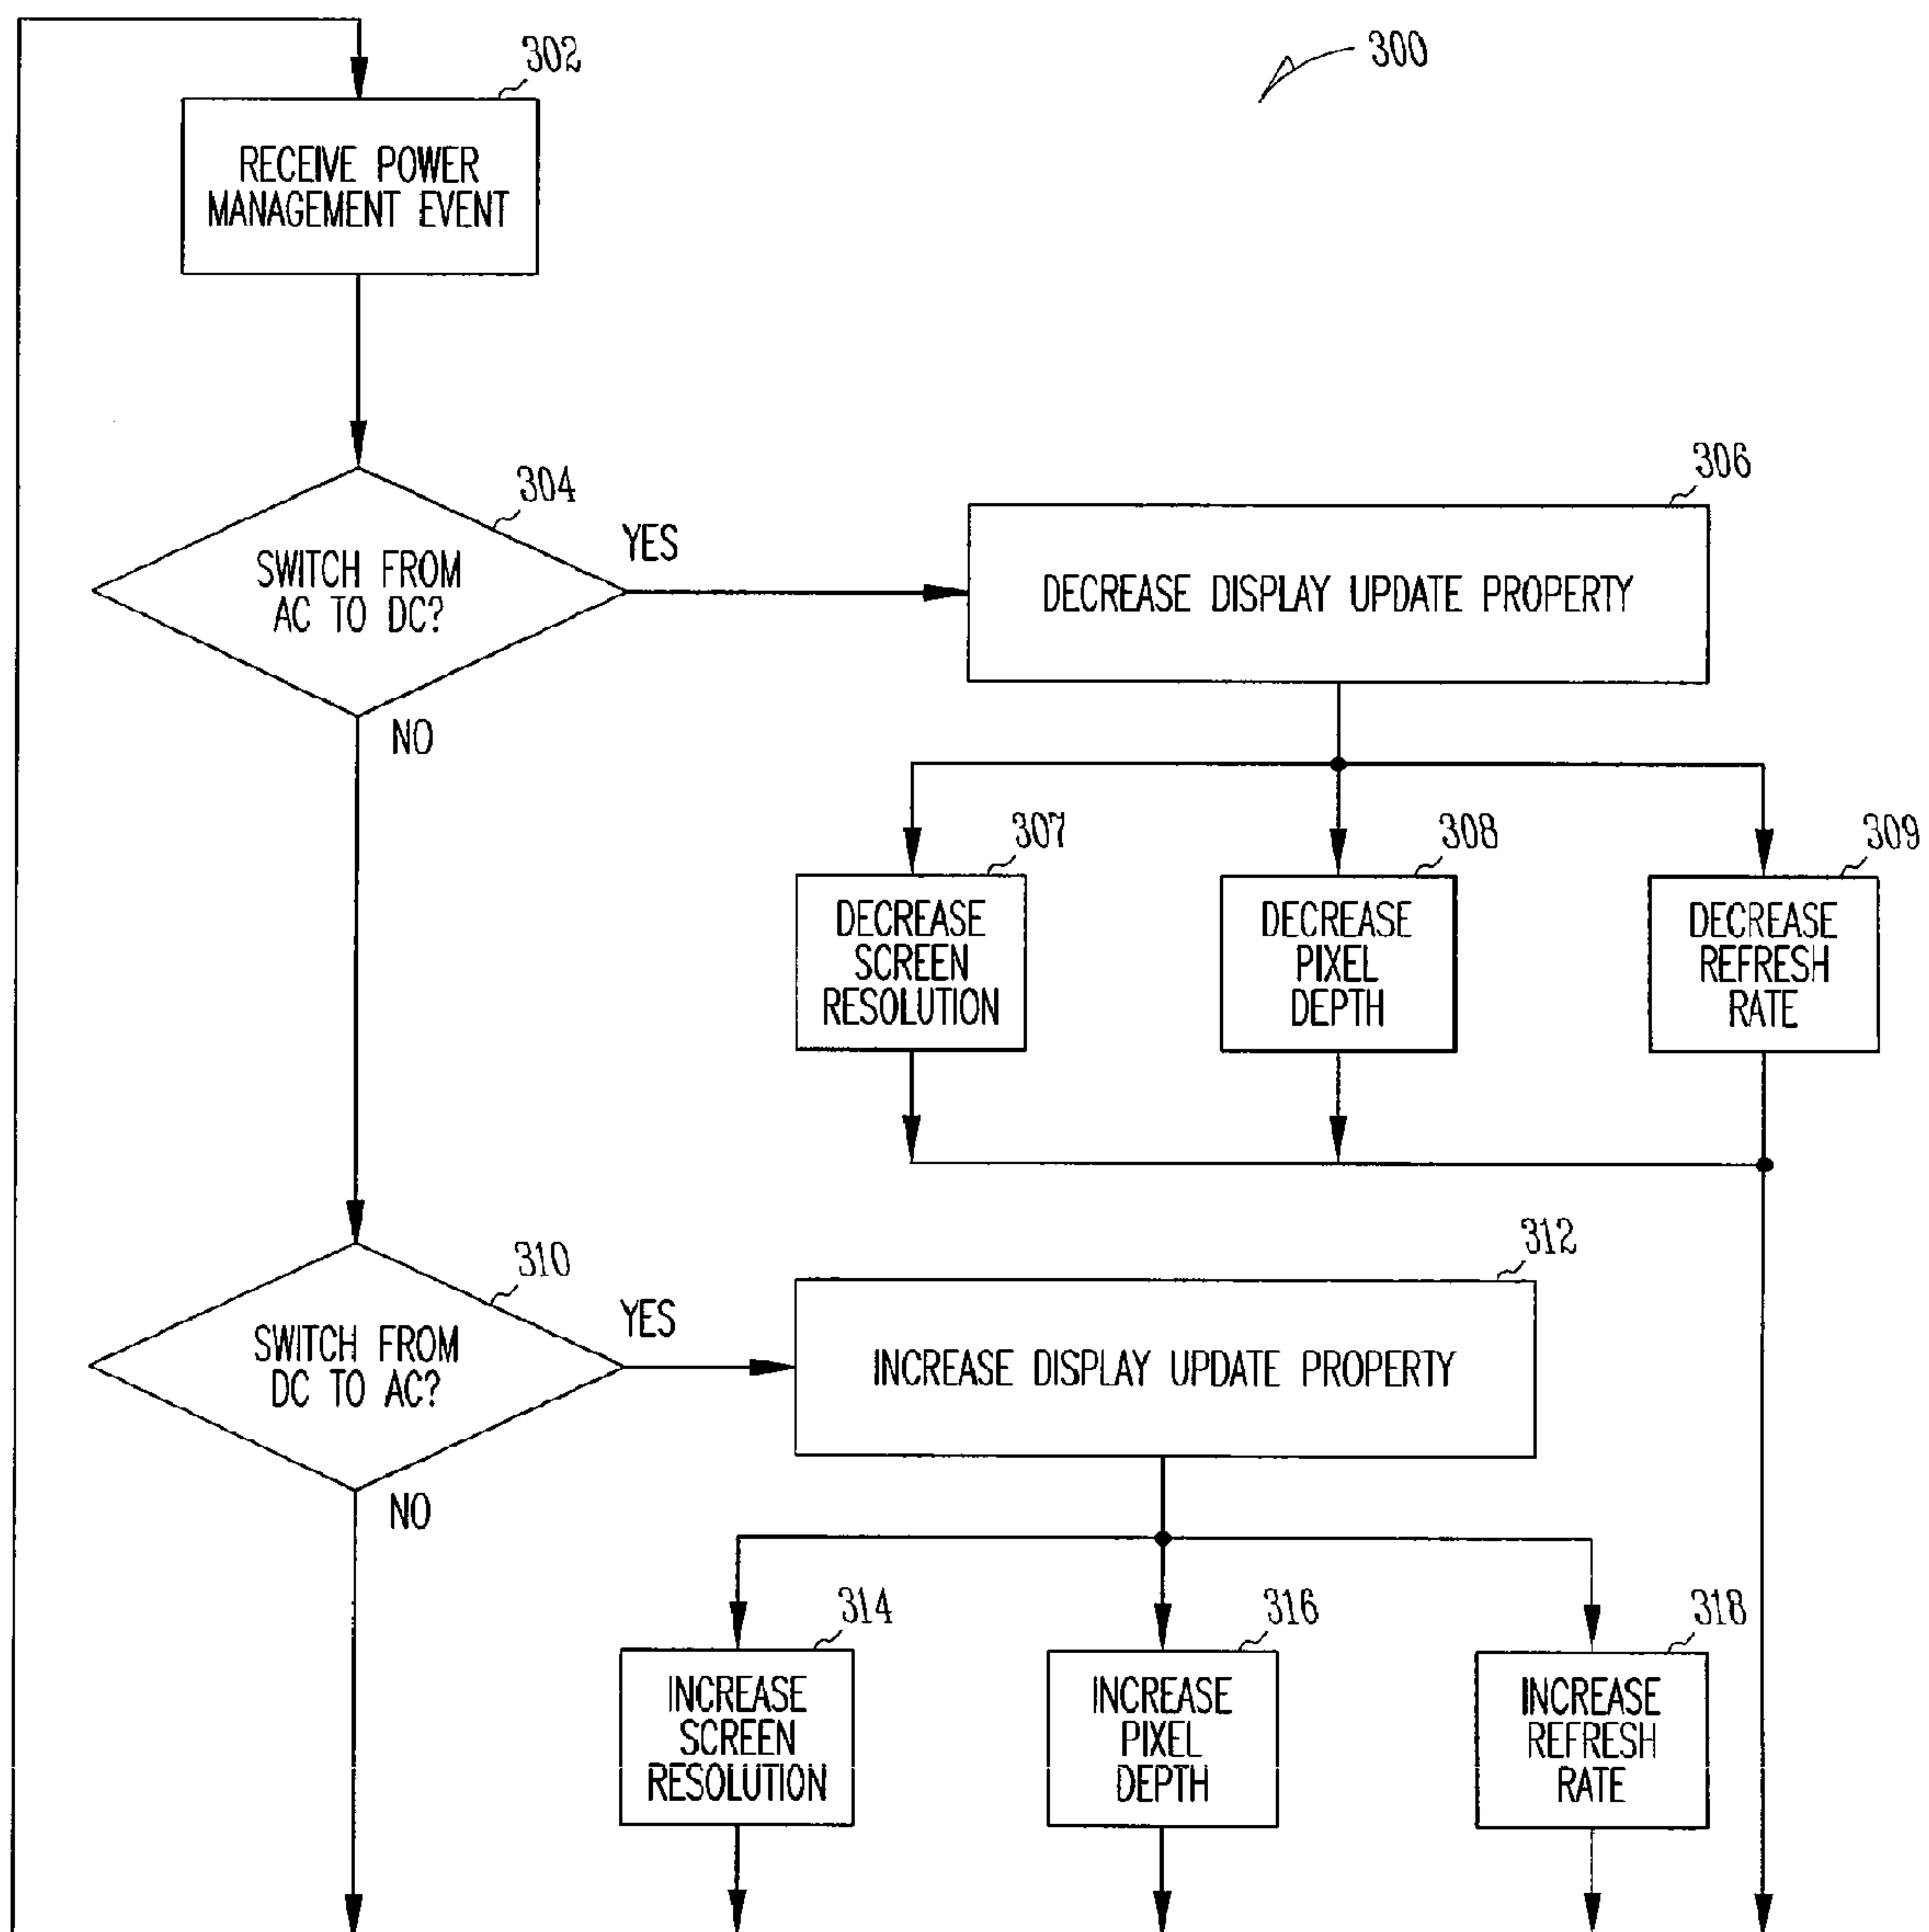 300
302
RECEIVE POWER
MANAGEMENT EVENT
304
SWITCH FROM
AC TO DC?
YES
NO
306
DECREASE DISPLAY UPDATE PROPERTY
307
DECREASE
SCREEN
RESOLUTION
308
DECREASE
PIXEL
DEPTH
309
DECREASE
REFRESH
RATE
310
SWITCH FROM
DC TO AC?
YES
NO
312
INCREASE DISPLAY UPDATE PROPERTY
314
INCREASE
SCREEN
RESOLUTION
316
INCREASE
PIXEL
DEPTH
318
INCREASE
REFRESH
RATE